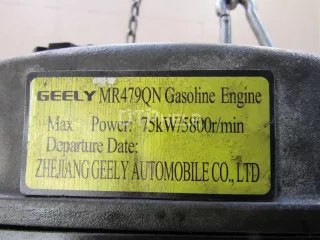 GEELY MR479QN Gasoline Engine
Max Power: 75kW/5800r/min
Departure Date:
ZHEJIANG GEELY AUTOMOBILE CO., LTD